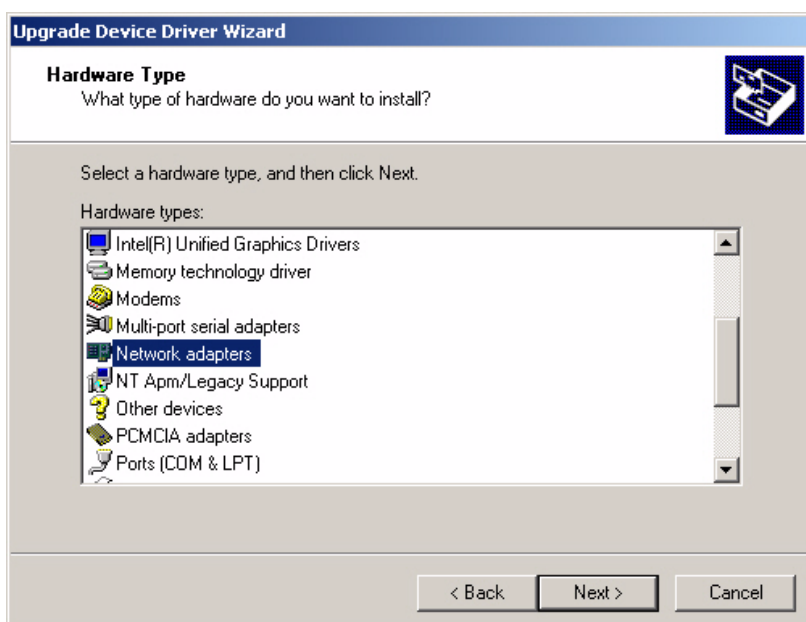 Upgrade Device Driver Wizard
Hardware Type
What type of hardware do you want to install?
Select a hardware type, and then click Next.
Hardware types:
Intel(R) Unified Graphics Drivers
Memory technology driver
Modems
Multi-port serial adapters
Network adapters
NT Apm/Legacy Support
Other devices
PCMCIA adapters
Ports (COM & LPT)
< Back
Next >
Cancel